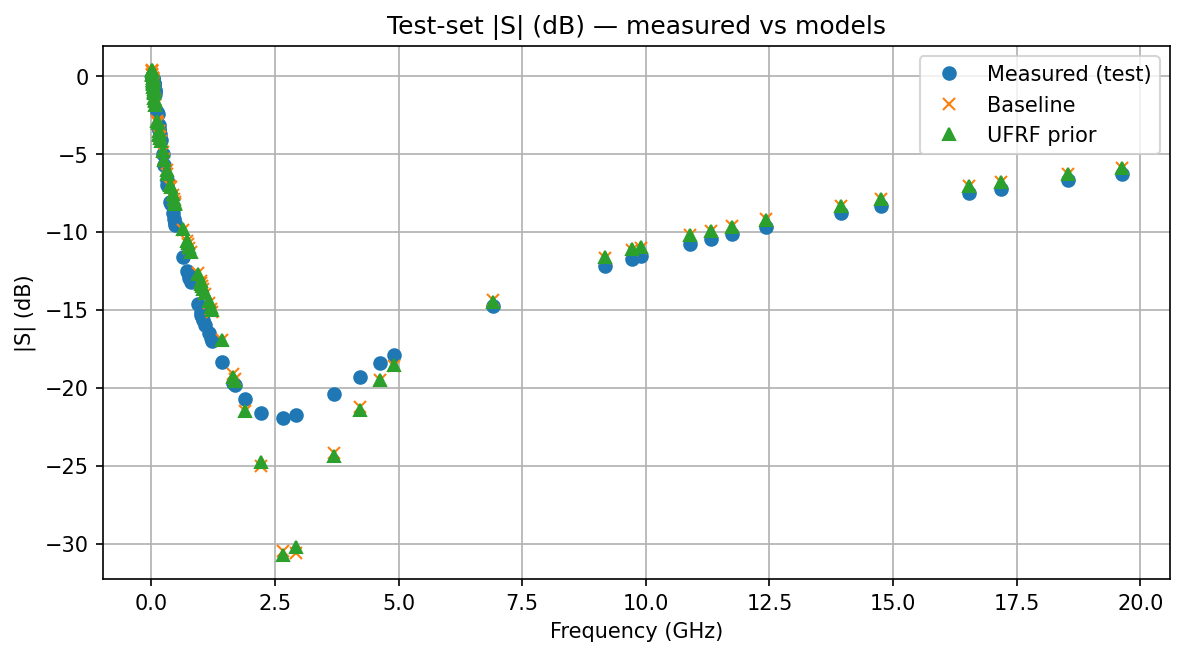 Test-set |S| (dB) — measured vs models
Measured (test)
Baseline
UFRF prior
|S| (dB)
0
−5
−10
−15
−20
−25
−30
0.0 2.5 5.0 7.5 10.0 12.5 15.0 17.5 20.0
Frequency (GHz)